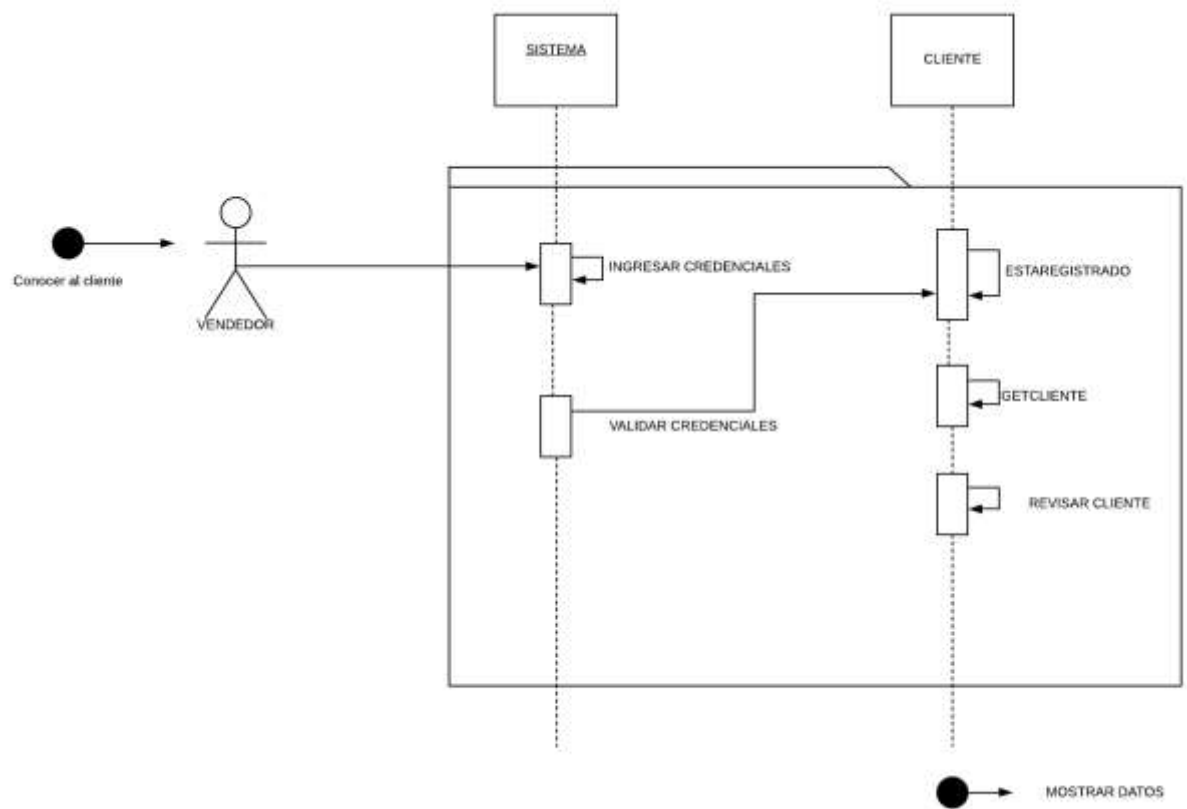 SISTEMA
CLIENTE
Conocer al cliente
VENDEDOR
INGRESAR CREDENCIALES
ESTAREGISTRADO
GETCLIENTE
VALIDAR CREDENCIALES
REVISAR CLIENTE
MOSTRAR DATOS